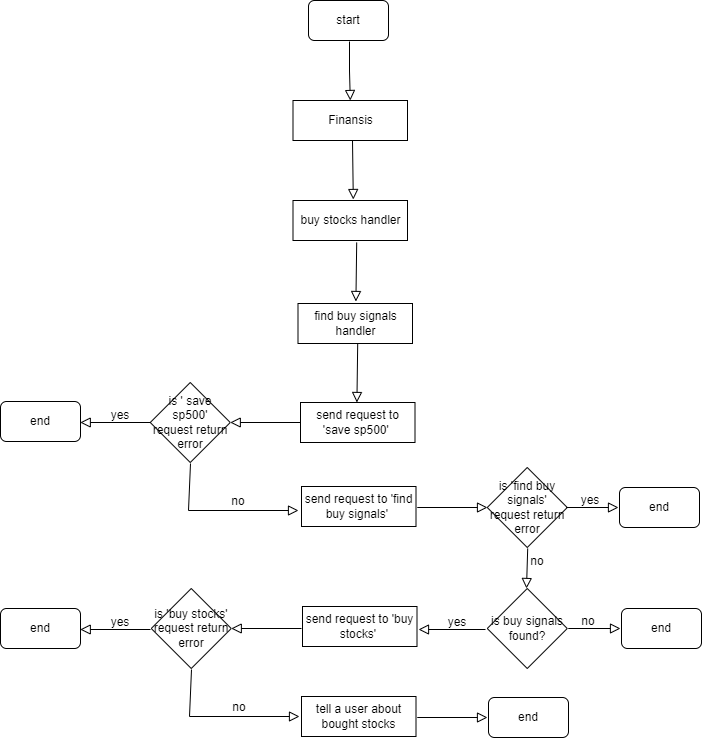 start
Finansis
buy stocks handler
find buy signals
handler
send request to
'save sp500'
is ' save
sp500'
request return
error
yes
end
no
send request to 'find
buy signals'
is 'find buy
signals'
request return
error
yes
end
no
is buy signals
found?
no
end
yes
send request to 'buy
stocks'
is 'buy stocks'
request return
error
yes
end
no
tell a user about
bought stocks
end